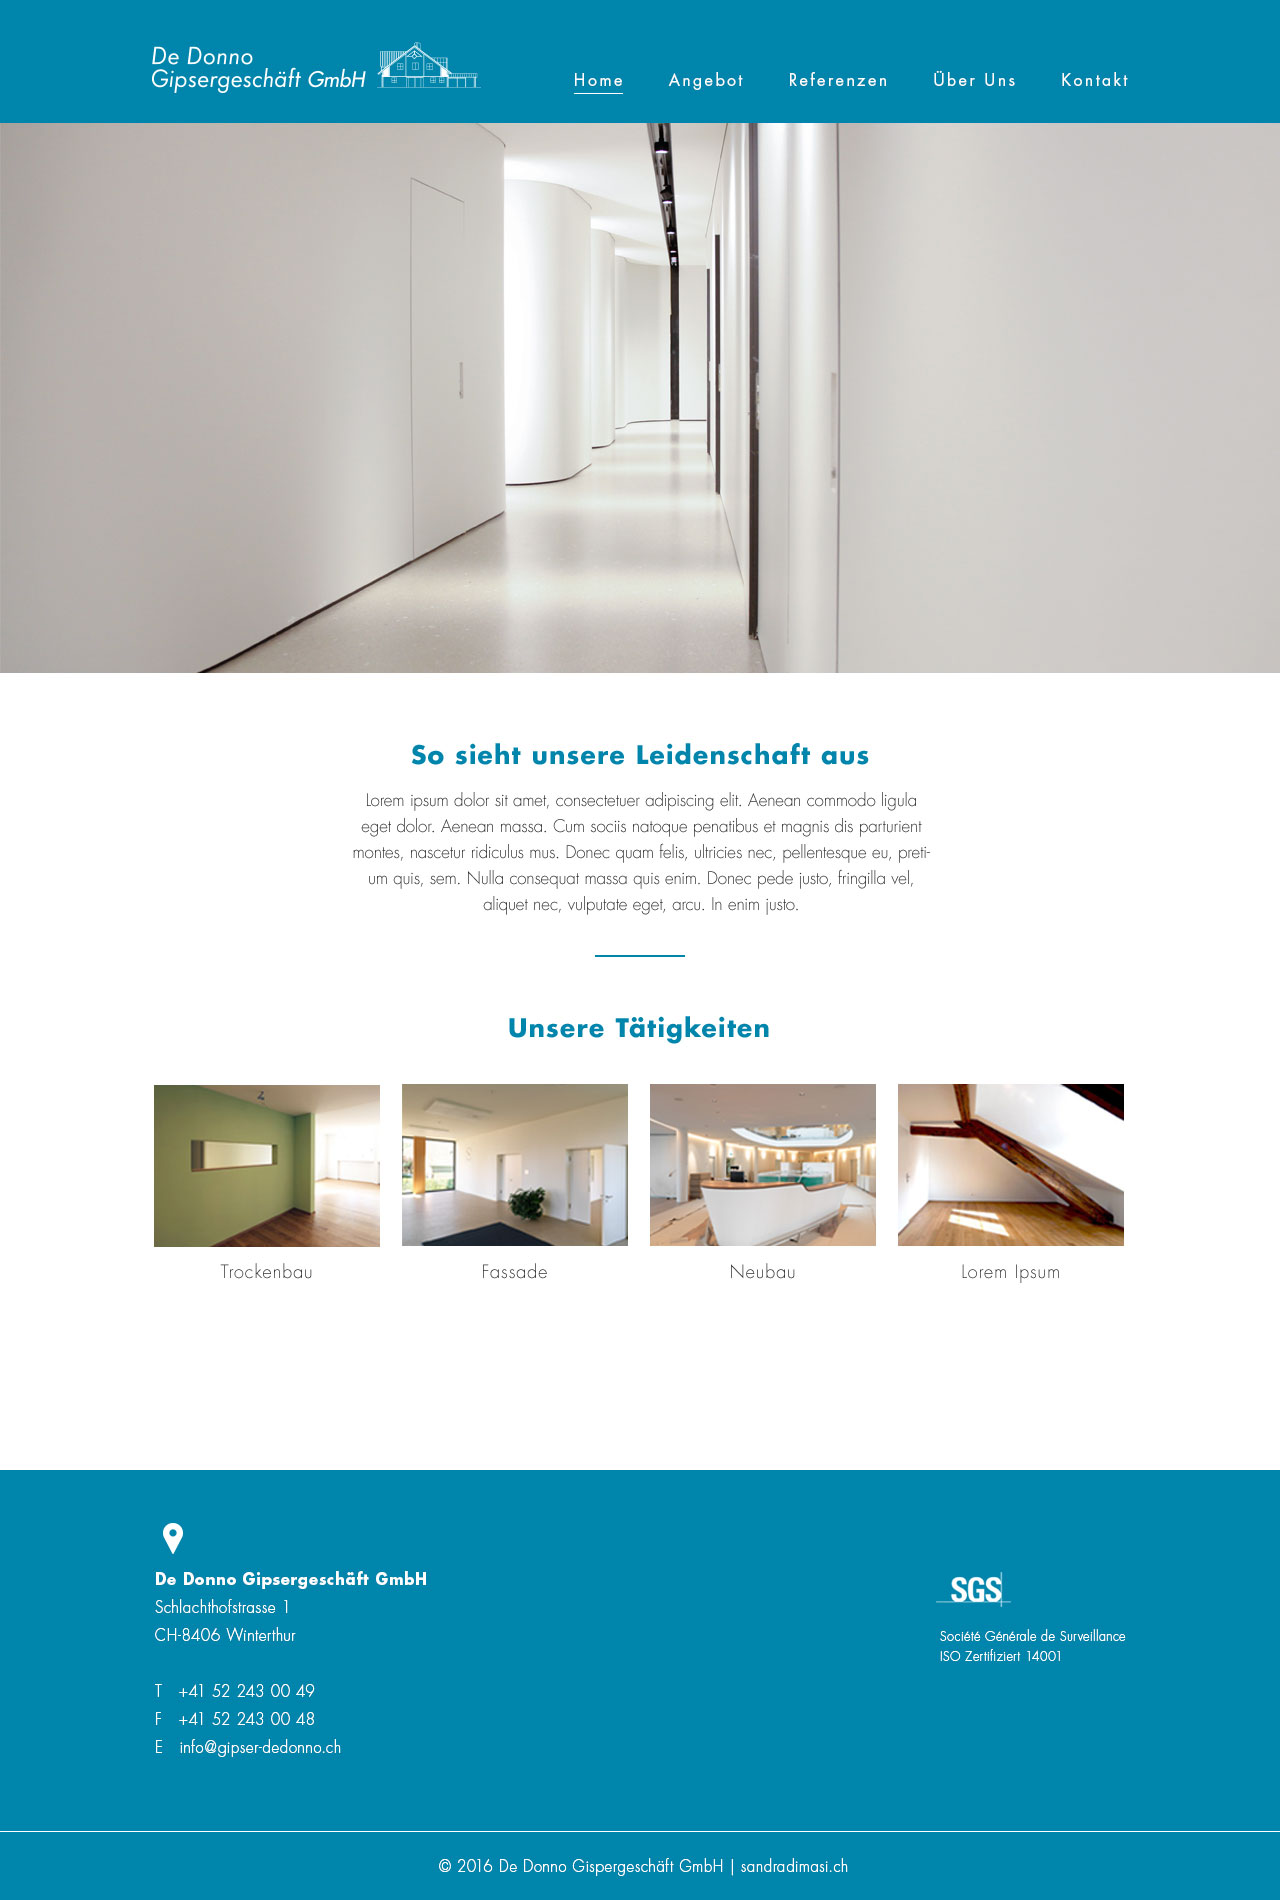 De Donno
Gipsergeschäft GmbH
Home Angebot Referenzen Über Uns Kontakt
So sieht unsere Leidenschaft aus
Lorem ipsum dolor sit amet, consectetuer adipiscing elit. Aenean commodo ligula
eget dolor. Aenean massa. Cum sociis natoque penatibus et magnis dis parturient
montes, nascetur ridiculus mus. Donec quam felis, ultricies nec, pellentesque eu, preti-
um quis, sem. Nulla consequat massa quis enim. Donec pede justo, fringilla vel,
aliquet nec, vulputate eget, arcu. In enim justo.
Unsere Tätigkeiten
Trockenbau Fassade Neubau Lorem Ipsum
De Donno Gipsergeschäft GmbH
Schlachthofstrasse 1
CH-8406 Winterthur
T +41 52 243 00 49
F +41 52 243 00 48
E info@gipser-dedonno.ch
SGS
Société Générale de Surveillance
ISO Zertifiziert 14001
© 2016 De Donno Gispergeschäft GmbH | sandradimasi.ch